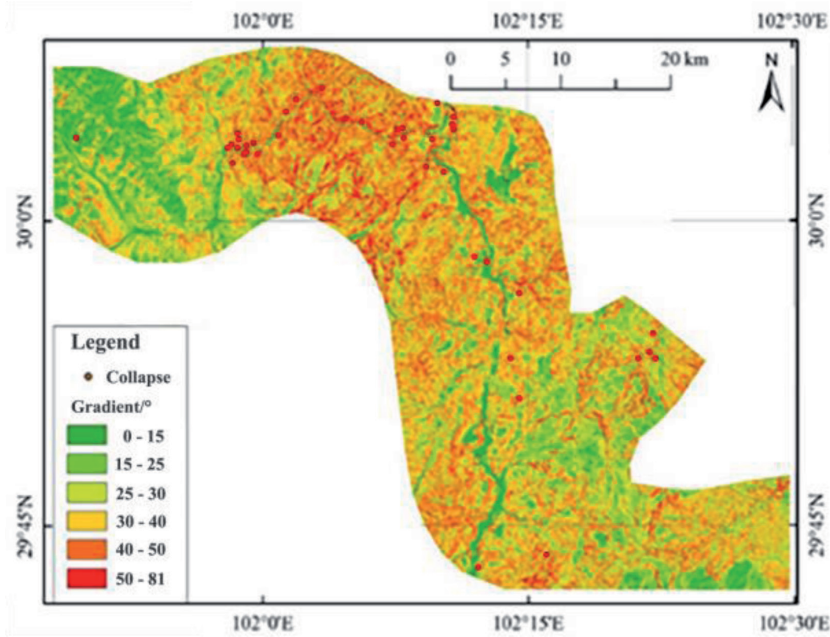 102°0'E 102°15'E 102°30'E
0 5 10 20 km
N
30°0'N 30°0'N
29°45'N 29°45'N
Legend
Collapse
Gradient/°
0 - 15
15 - 25
25 - 30
30 - 40
40 - 50
50 - 81
102°0'E 102°15'E 102°30'E